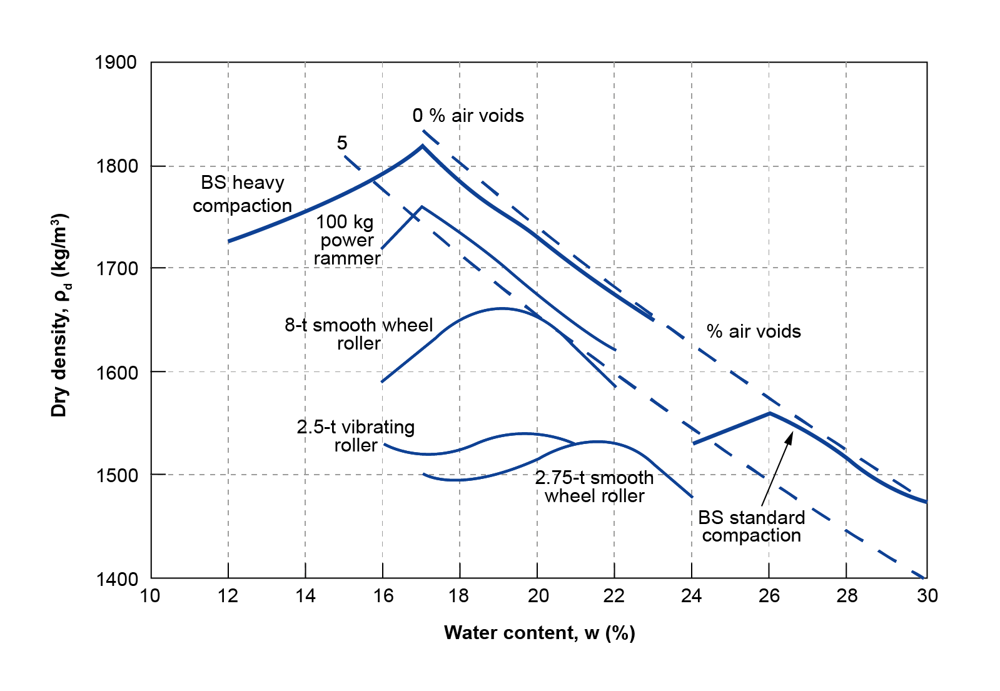 1900
0 % air voids
5
1800
BS heavy
compaction
100 kg
power
rammer
1700
Dry density, ρd (kg/m³)
8-t smooth wheel
roller
% air voids
1600
2.5-t vibrating
roller
1500
2.75-t smooth
wheel roller
BS standard
compaction
1400
10 12 14 16 18 20 22 24 26 28 30
Water content, w (%)